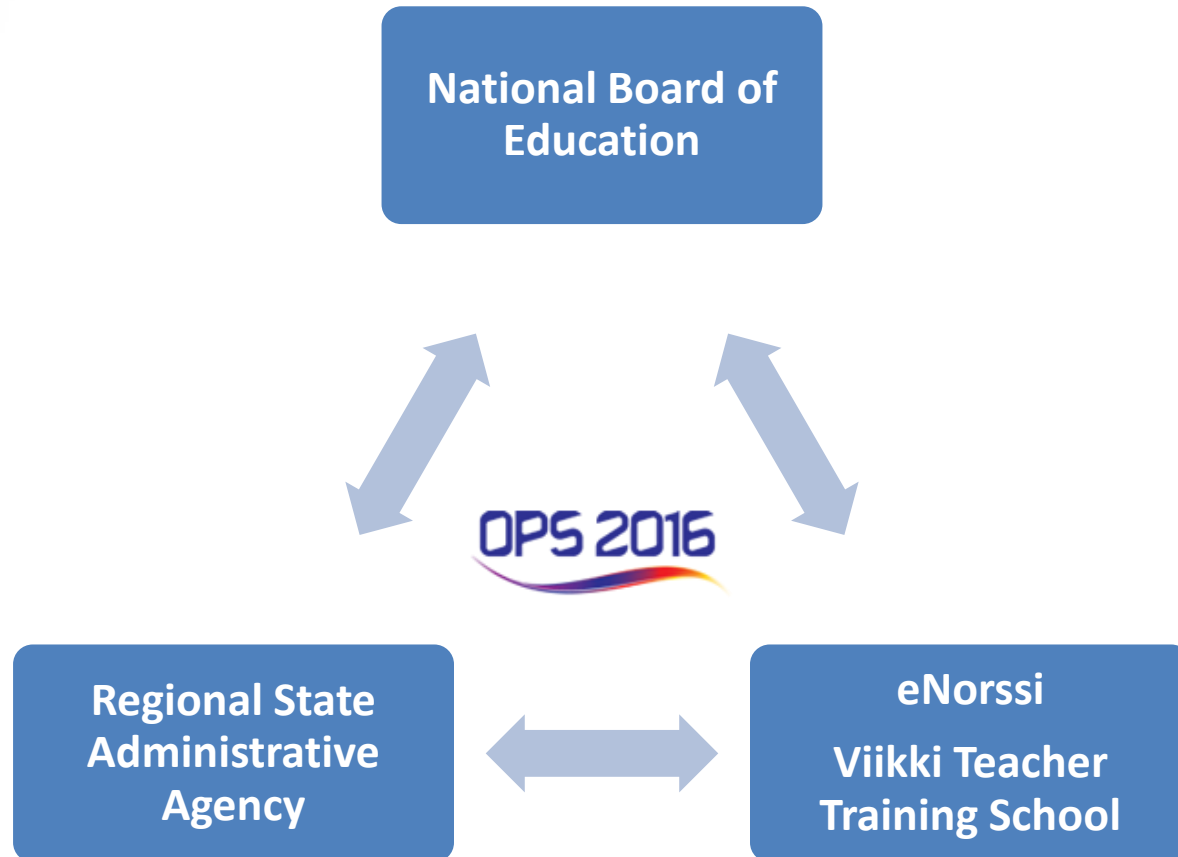 National Board of
Education
OPS 2016
Regional State
Administrative
Agency
eNorssi
Viikki Teacher
Training School